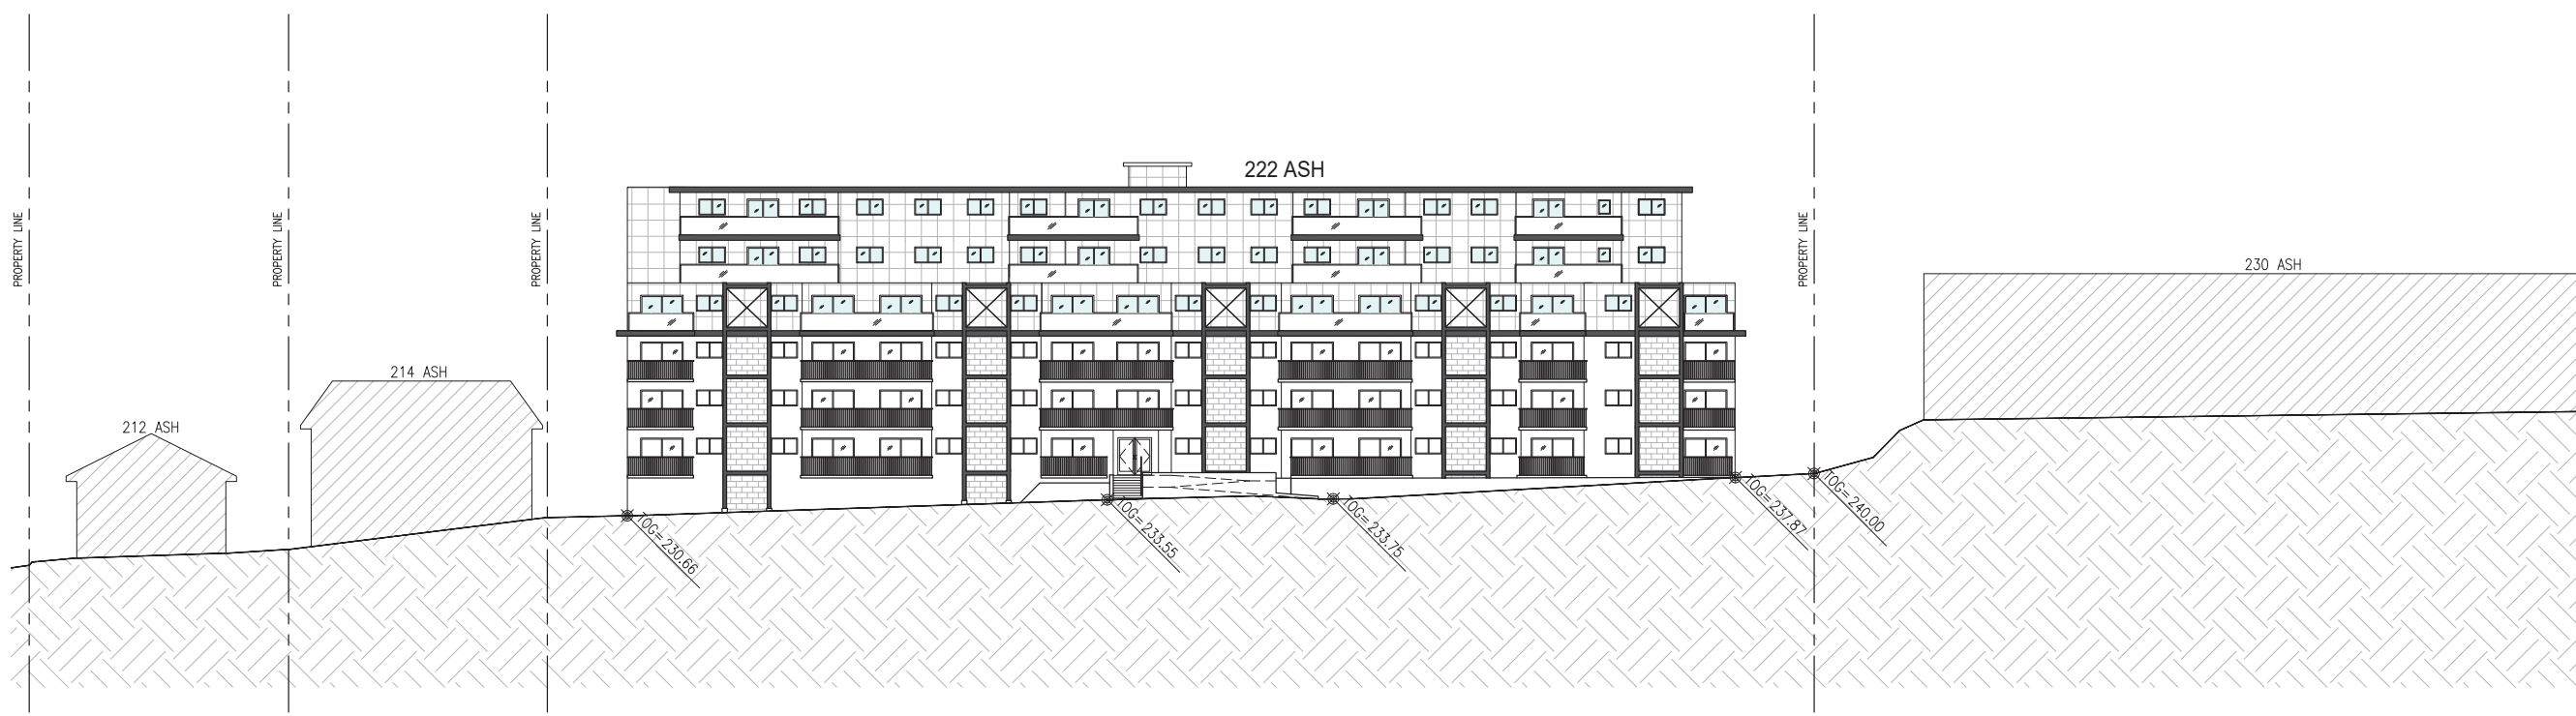 222 ASH
PROPERTY LINE
PROPERTY LINE
PROPERTY LINE
PROPERTY LINE
230 ASH
214 ASH
212 ASH
TOG=230.66
TOG=233.55
TOG=233.75
TOG=237.87
TOG=240.00